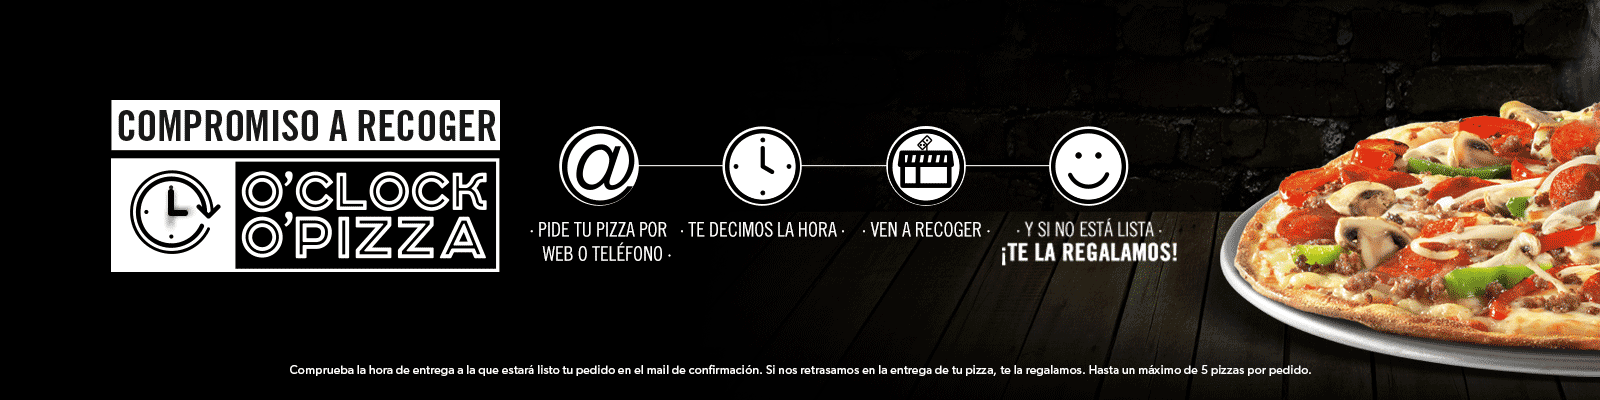 COMPROMISO A RECOGER
O'CLOCK
O'PIZZA
@
· PIDE TU PIZZA POR
WEB O TELÉFONO ·
· TE DECIMOS LA HORA ·
· VEN A RECOGER ·
· Y SI NO ESTÁ LISTA ·
¡TE LA REGALAMOS!
Comprueba la hora de entrega a la que estará listo tu pedido en el mail de confirmación. Si nos retrasamos en la entrega de tu pizza, te la regalamos. Hasta un máximo de 5 pizzas por pedido.